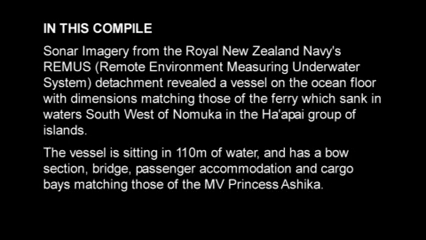 IN THIS COMPILE
Sonar Imagery from the Royal New Zealand Navy's
REMUS (Remote Environment Measuring Underwater
System) detachment revealed a vessel on the ocean floor
with dimensions matching those of the ferry which sank in
waters South West of Nomuka in the Ha'apai group of
islands.
The vessel is sitting in 110m of water, and has a bow
section, bridge, passenger accommodation and cargo
bays matching those of the MV Princess Ashika.